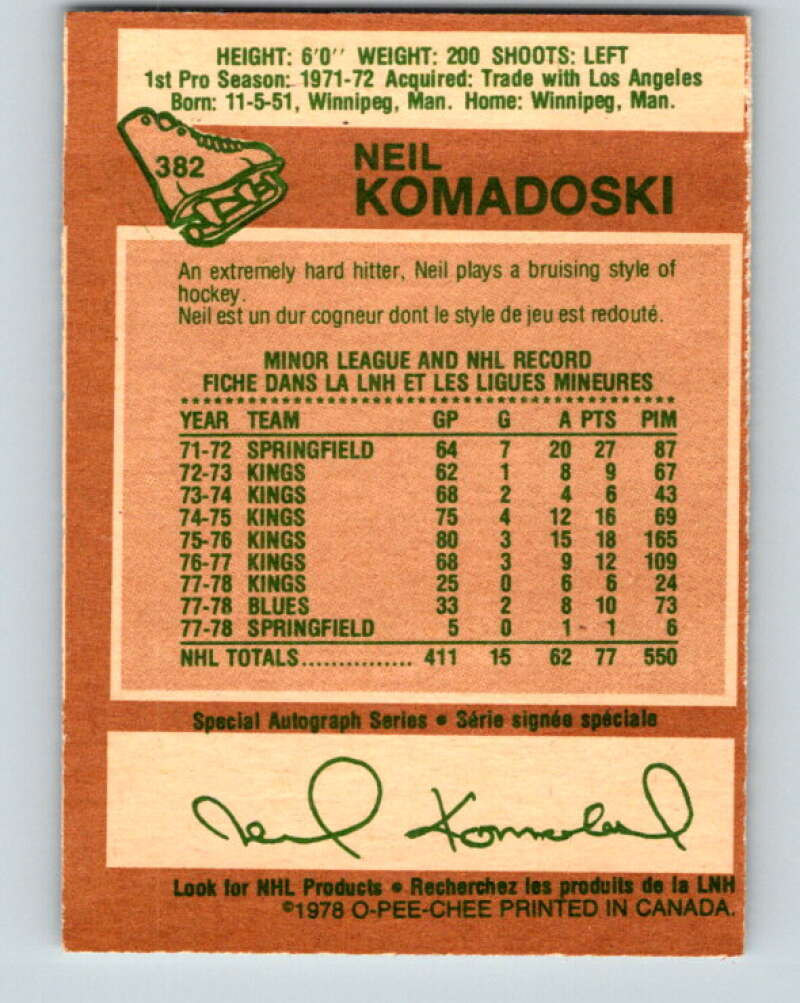 HEIGHT: 6'0'' WEIGHT: 200 SHOOTS: LEFT
1st Pro Season: 1971-72 Acquired: Trade with Los Angeles
Born: 11-5-51, Winnipeg, Man. Home: Winnipeg, Man.
382
NEIL
KOMADOSKI
An extremely hard hitter, Neil plays a bruising style of
hockey.
Neil est un dur cogneur dont le style de jeu est redouté.
MINOR LEAGUE AND NHL RECORD
FICHE DANS LA LNH ET LES LIGUES MINEURES
YEAR TEAM GP G A PTS PIM
71-72 SPRINGFIELD 64 7 20 27 87
72-73 KINGS 62 1 8 9 67
73-74 KINGS 68 2 4 6 43
74-75 KINGS 75 4 12 16 69
75-76 KINGS 80 3 15 18 165
76-77 KINGS 68 3 9 12 109
77-78 KINGS 25 0 6 6 24
77-78 BLUES 33 2 8 10 73
77-78 SPRINGFIELD 5 0 1 1 6
NHL TOTALS............... 411 15 62 77 550
Special Autograph Series • Série signée spéciale
Neil Komadoski
Look for NHL Products • Recherchez les produits de la LNH
©1978 O-PEE-CHEE PRINTED IN CANADA.